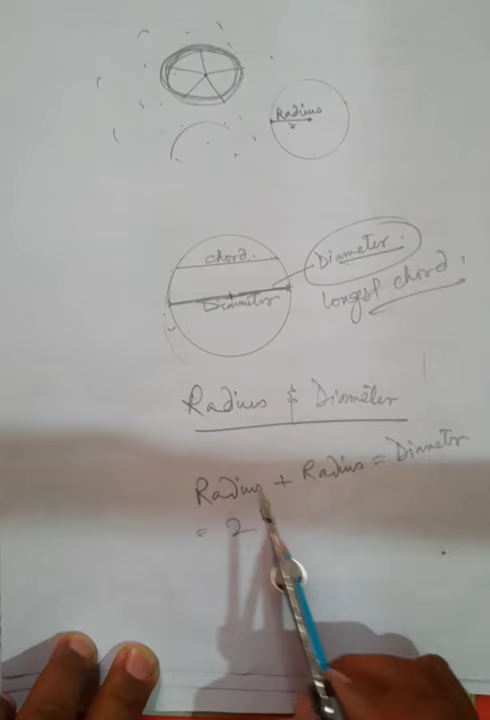 Radius
r
chord.
Diameter.
Diameter
longest chord.
Radius & Diameter
Radius + Radius = Diameter
= 2